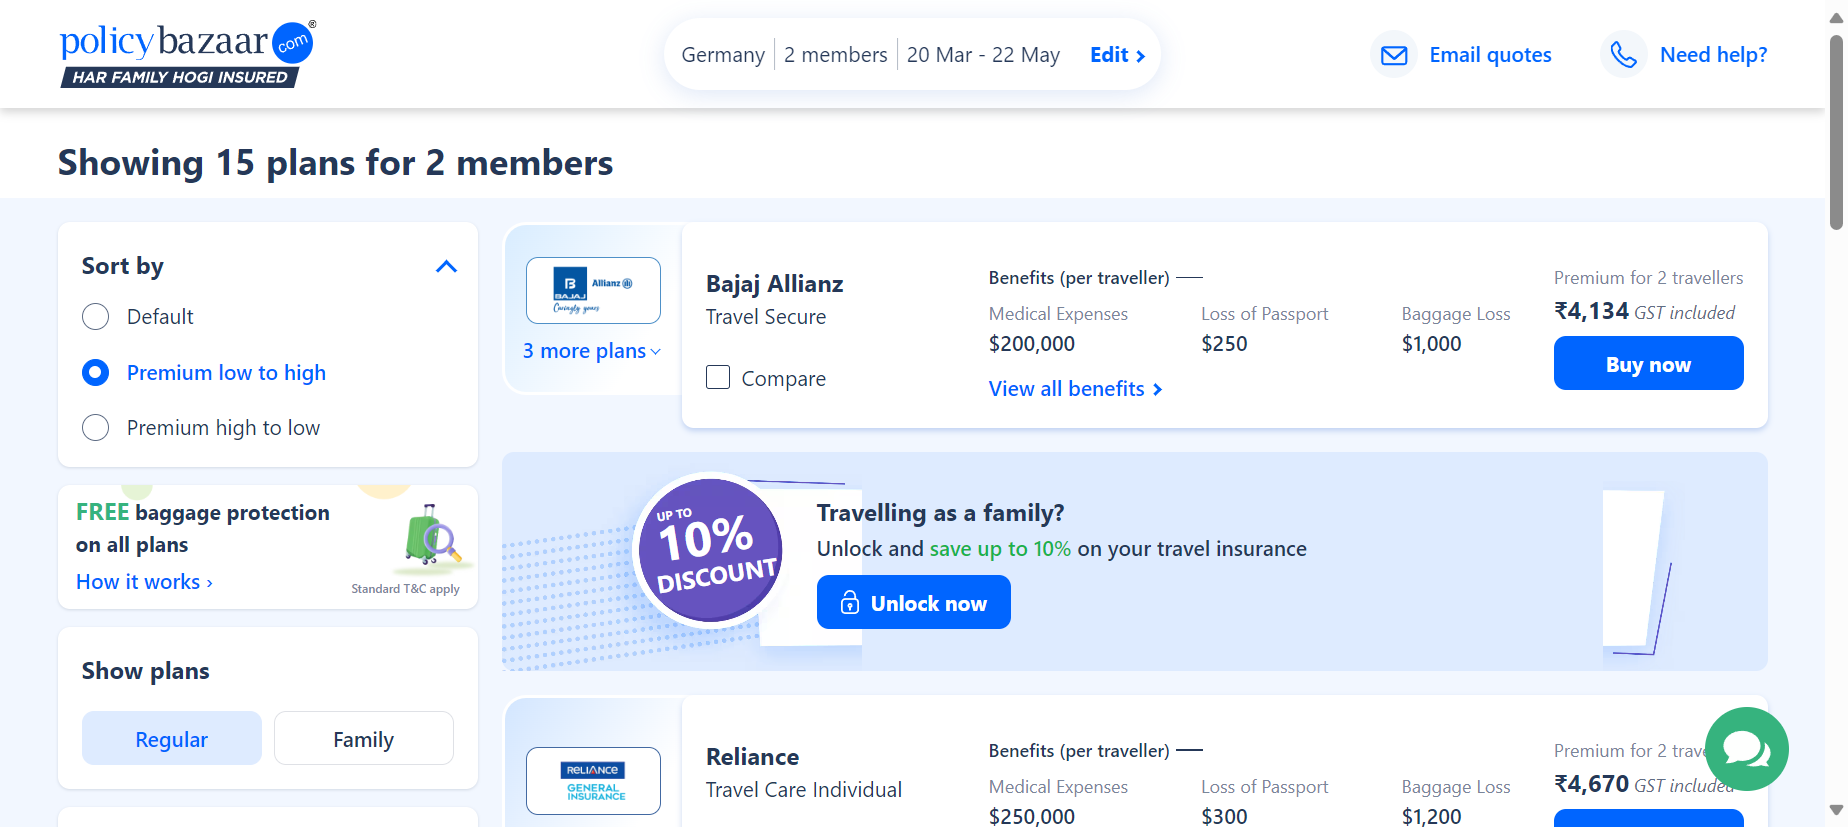 policybazaar com ®
HAR FAMILY HOGI INSURED
Germany 2 members 20 Mar - 22 May Edit
Email quotes
Need help?
Showing 15 plans for 2 members
Sort by
Default
Premium low to high
Premium high to low
FREE baggage protection
on all plans
How it works ›
Standard T&C apply
Show plans
Regular
Family
B
BAJAJ
Allianz
Caringly yours
3 more plans
Bajaj Allianz
Travel Secure
Compare
Benefits (per traveller)
Medical Expenses
$200,000
Loss of Passport
$250
Baggage Loss
$1,000
View all benefits
Premium for 2 travellers
₹4,134 GST included
Buy now
UP TO
10%
DISCOUNT
Travelling as a family?
Unlock and save up to 10% on your travel insurance
Unlock now
RELIANCE
GENERAL
INSURANCE
Reliance
Travel Care Individual
Benefits (per traveller)
Medical Expenses
$250,000
Loss of Passport
$300
Baggage Loss
$1,200
Premium for 2 trave
₹4,670 GST included